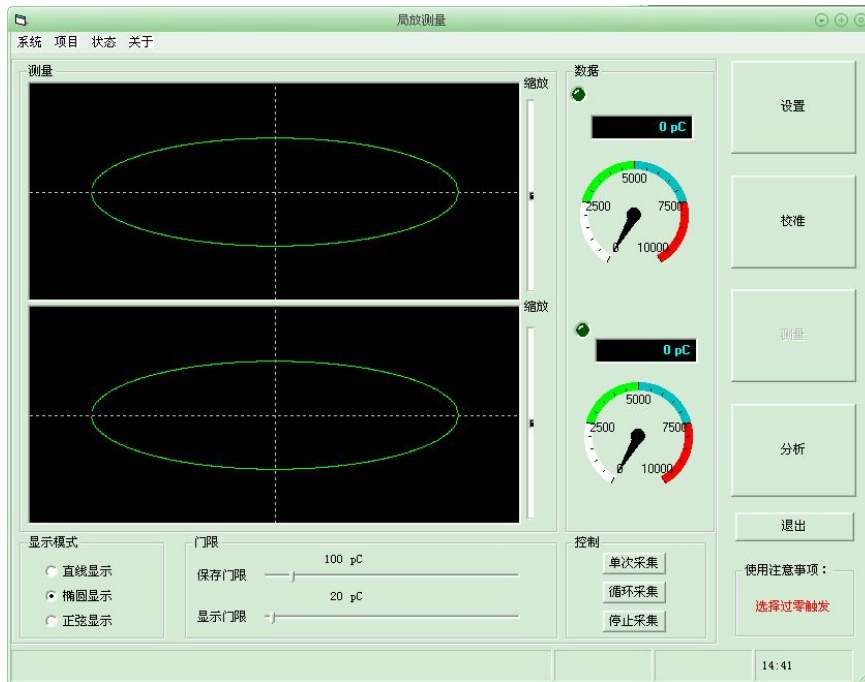 局放测量
系统 项目 状态 关于
测量
缩放
缩放
数据
0 pC
0
2500
5000
7500
10000
0 pC
0
2500
5000
7500
10000
显示模式
直线显示
椭圆显示
正弦显示
门限
100 pC
保存门限
20 pC
显示门限
控制
单次采集
循环采集
停止采集
设置
校准
测量
分析
退出
使用注意事项：
选择过零触发
14:41